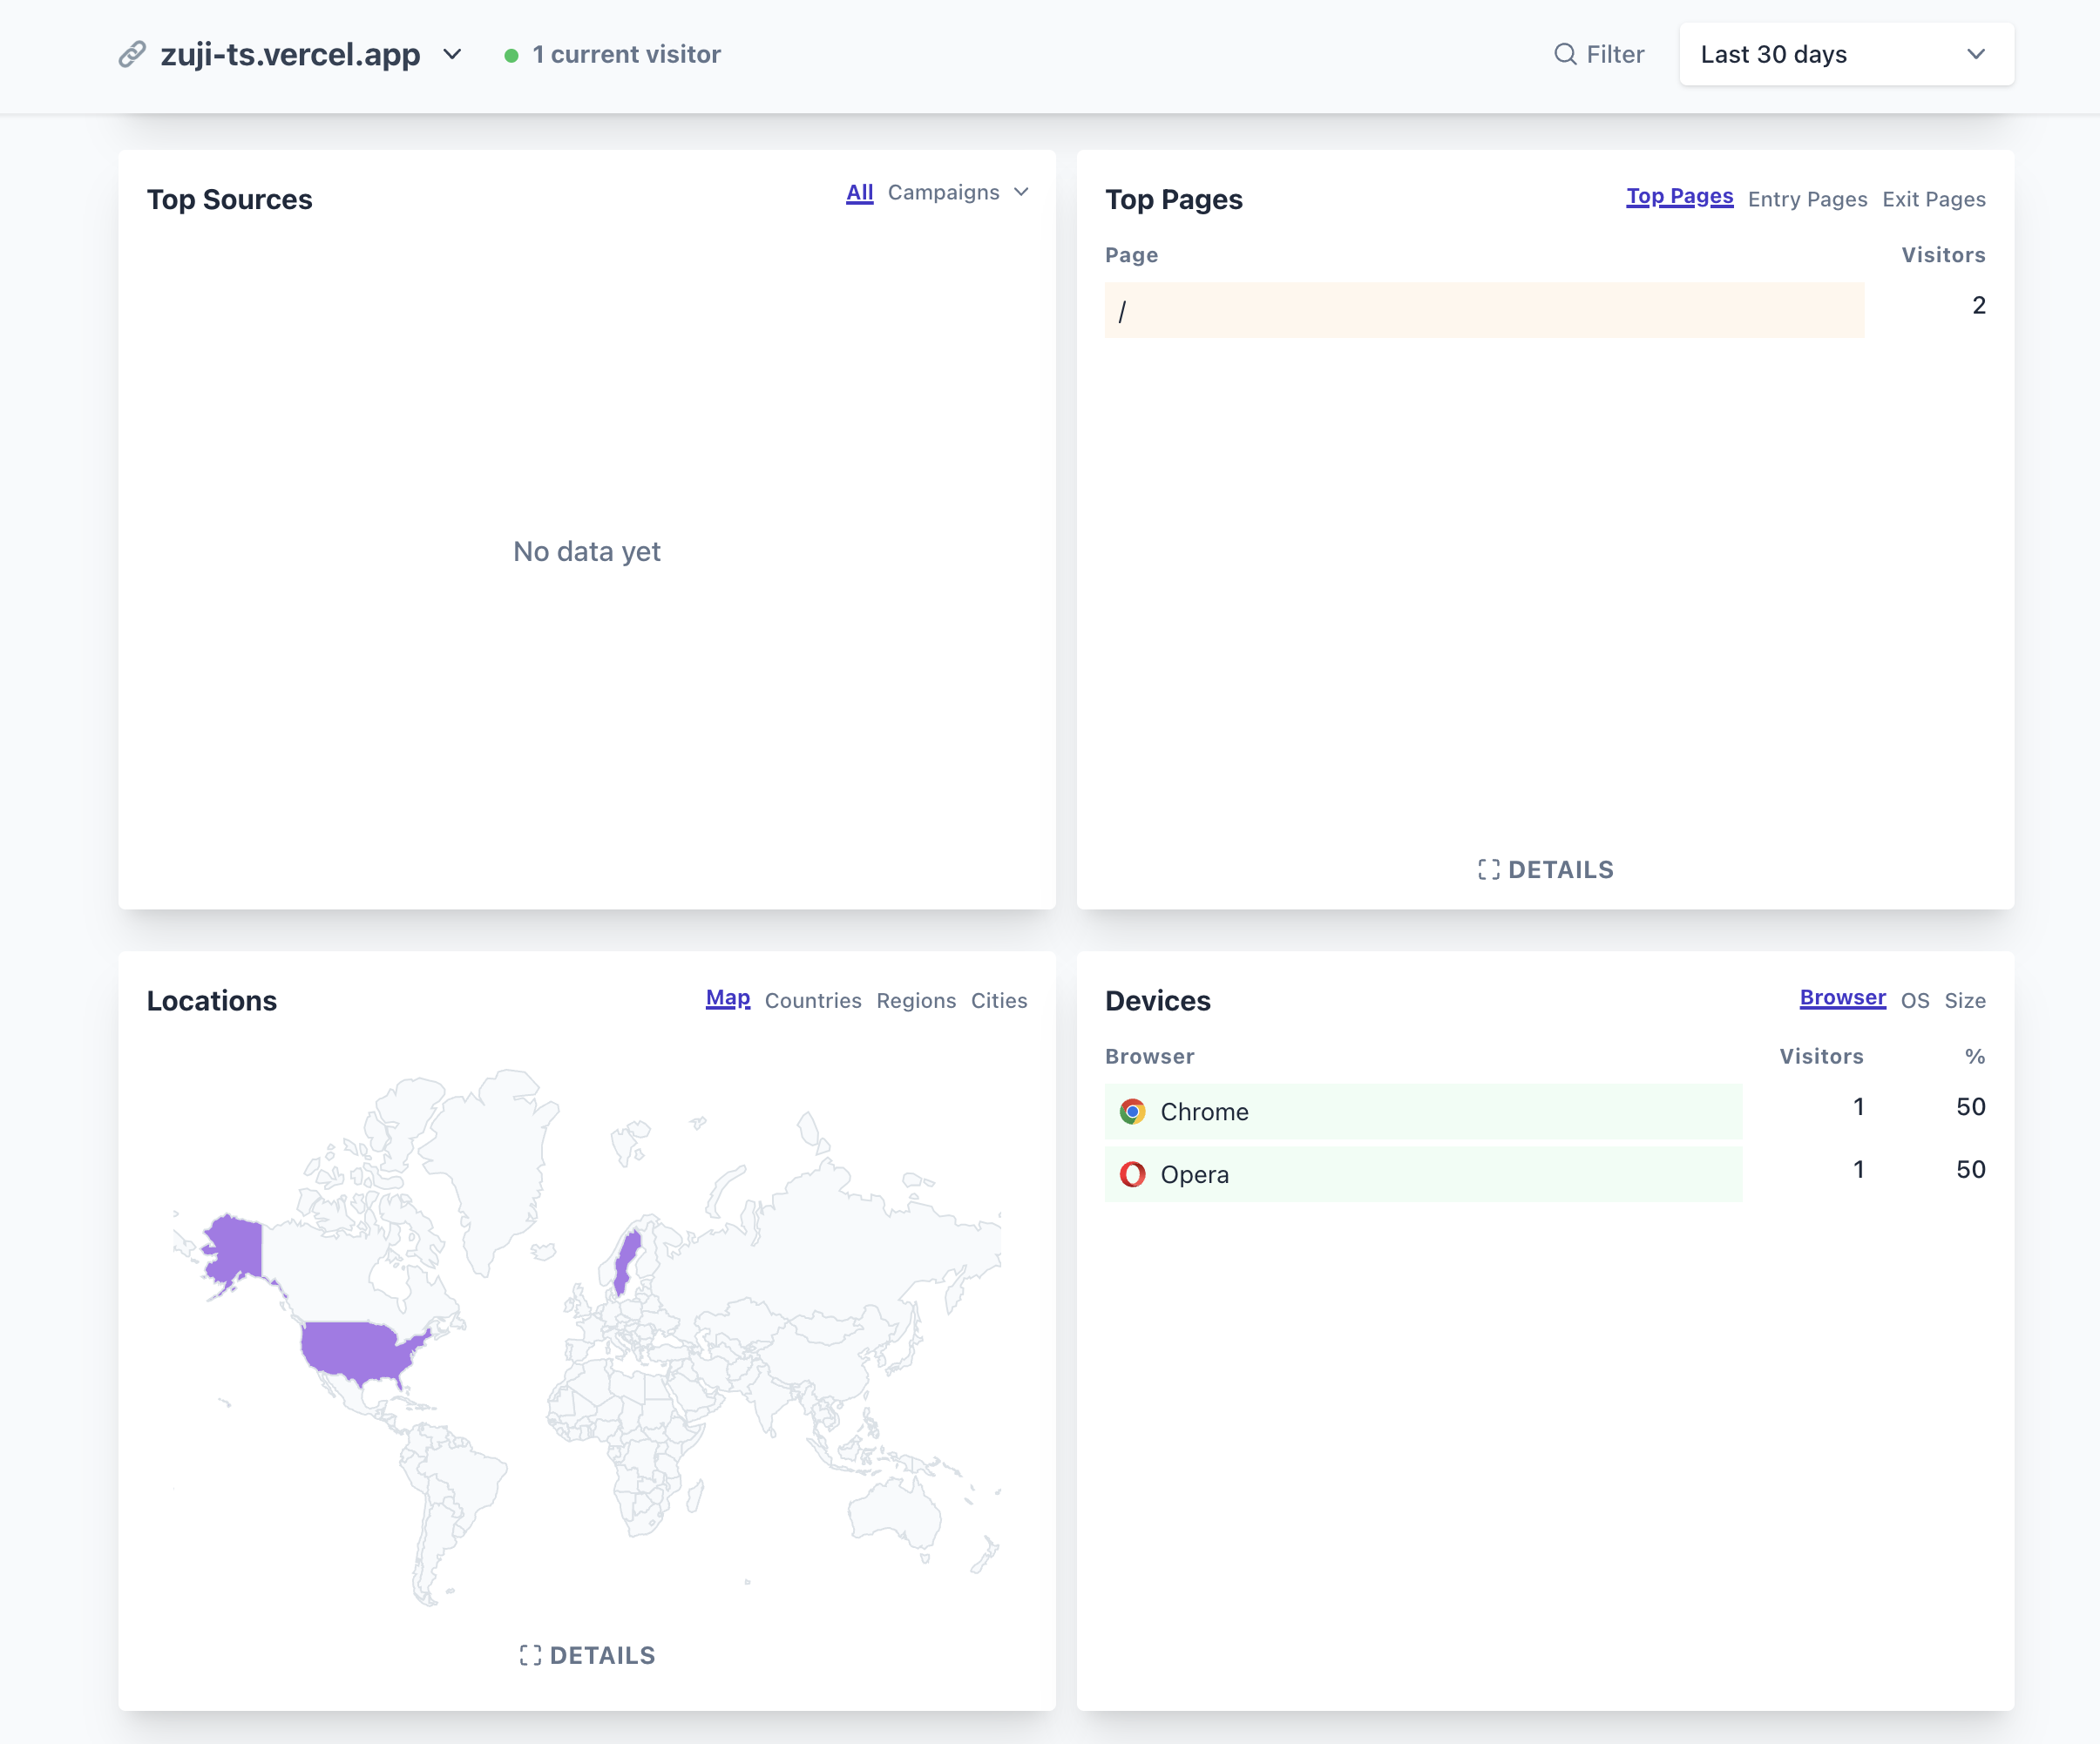 zuji-ts.vercel.app
1 current visitor
Filter
Last 30 days
Top Sources
All Campaigns
No data yet
Top Pages
Top Pages Entry Pages Exit Pages
Page Visitors
/ 2
DETAILS
Locations
Map Countries Regions Cities
DETAILS
Devices
Browser OS Size
Browser Visitors %
Chrome 1 50
Opera 1 50